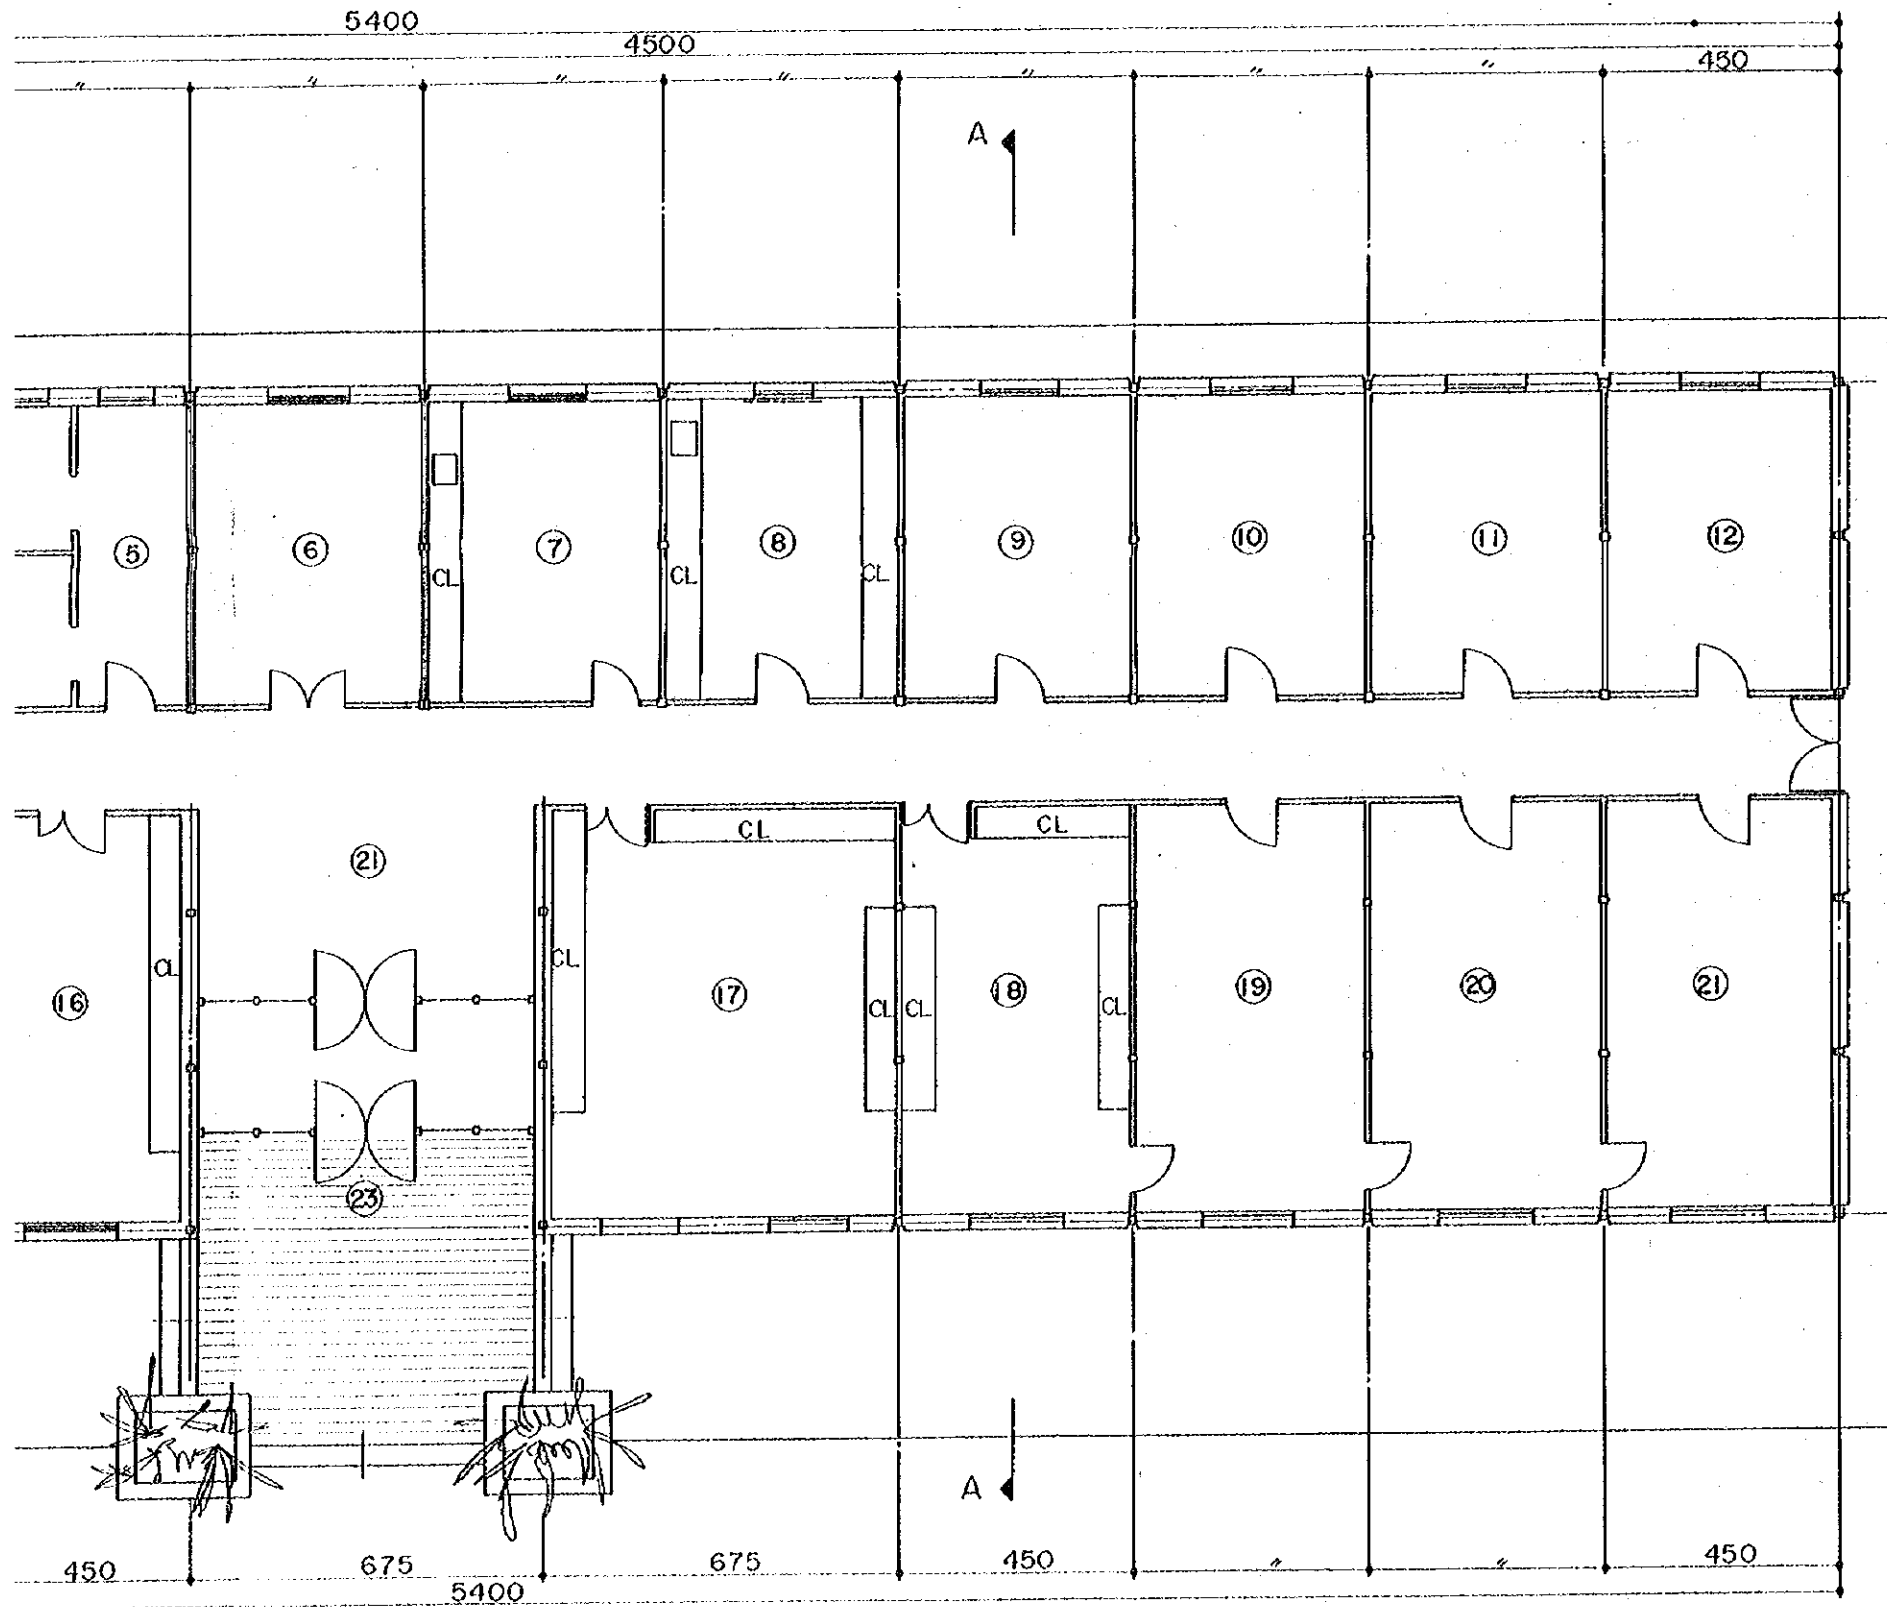 5400
4500
〃 〃 〃 〃 〃 〃 〃 450
A
5 6 7 8 9 10 11 12
CL CL CL
CL CL
21
CL CL
16 17 18 19 20 21
CL CL CL
23
A
450 675 675 450 〃 〃 450
5400